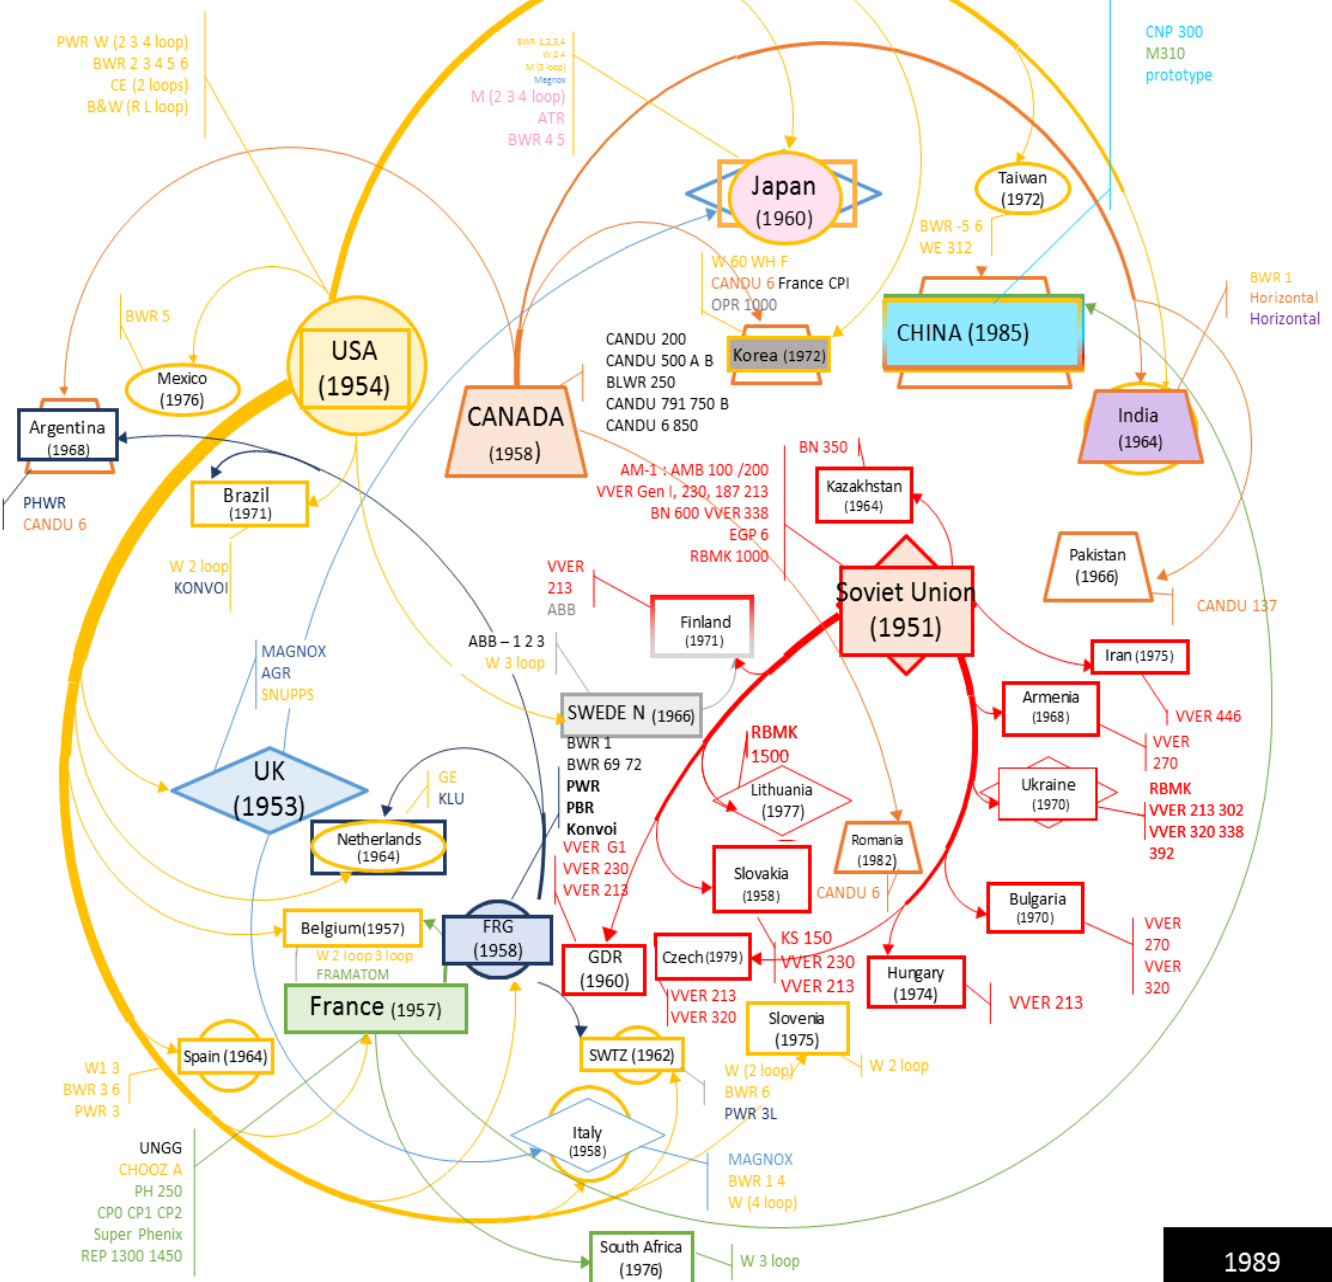 PWR W (2 3 4 loop)
BWR 2 3 4 5 6
CE (2 loops)
B&W (R L loop)
BWR 1,2,3,4
W 2 4
M (3 loop)
Magnox
M (2 3 4 loop)
ATR
BWR 4 5
CNP 300
M310
prototype
Japan
(1960)
Taiwan
(1972)
BWR -5 6
WE 312
W 60 WH F
CANDU 6 France CPI
OPR 1000
BWR 1
Horizontal
Horizontal
BWR 5
USA
(1954)
Mexico
(1976)
Korea (1972)
CHINA (1985)
CANDU 200
CANDU 500 A B
BLWR 250
CANDU 791 750 B
CANDU 6 850
CANADA
(1958)
India
(1964)
Argentina
(1968)
PHWR
CANDU 6
Brazil
(1971)
W 2 loop
KONVOI
BN 350
AM-1 : AMB 100 /200
VVER Gen I, 230, 187 213
BN 600 VVER 338
EGP 6
RBMK 1000
Kazakhstan
(1964)
Pakistan
(1966)
CANDU 137
VVER
213
ABB
Finland
(1971)
Soviet Union
(1951)
ABB – 1 2 3
W 3 loop
MAGNOX
AGR
SNUPPS
Iran (1975)
VVER 446
Armenia
(1968)
VVER
270
SWEDE N (1966)
BWR 1
BWR 69 72
PWR
PBR
Konvoi
RBMK
1500
Lithuania
(1977)
UK
(1953)
GE
KLU
Netherlands
(1964)
Ukraine
(1970)
RBMK
VVER 213 302
VVER 320 338
392
VVER G1
VVER 230
VVER 213
Romania
(1982)
CANDU 6
Slovakia
(1958)
Bulgaria
(1970)
VVER
270
VVER
320
Belgium(1957)
W 2 loop 3 loop
FRAMATOM
FRG
(1958)
GDR
(1960)
Czech (1979)
KS 150
VVER 230
VVER 213
VVER 213
VVER 320
Hungary
(1974)
VVER 213
France (1957)
Slovenia
(1975)
W 2 loop
Spain (1964)
W1 3
BWR 3 6
PWR 3
SWTZ (1962)
W (2 loop)
BWR 6
PWR 3L
Italy
(1958)
MAGNOX
BWR 1 4
W (4 loop)
UNGG
CHOOZ A
PH 250
CP0 CP1 CP2
Super Phenix
REP 1300 1450
South Africa
(1976)
W 3 loop
1989